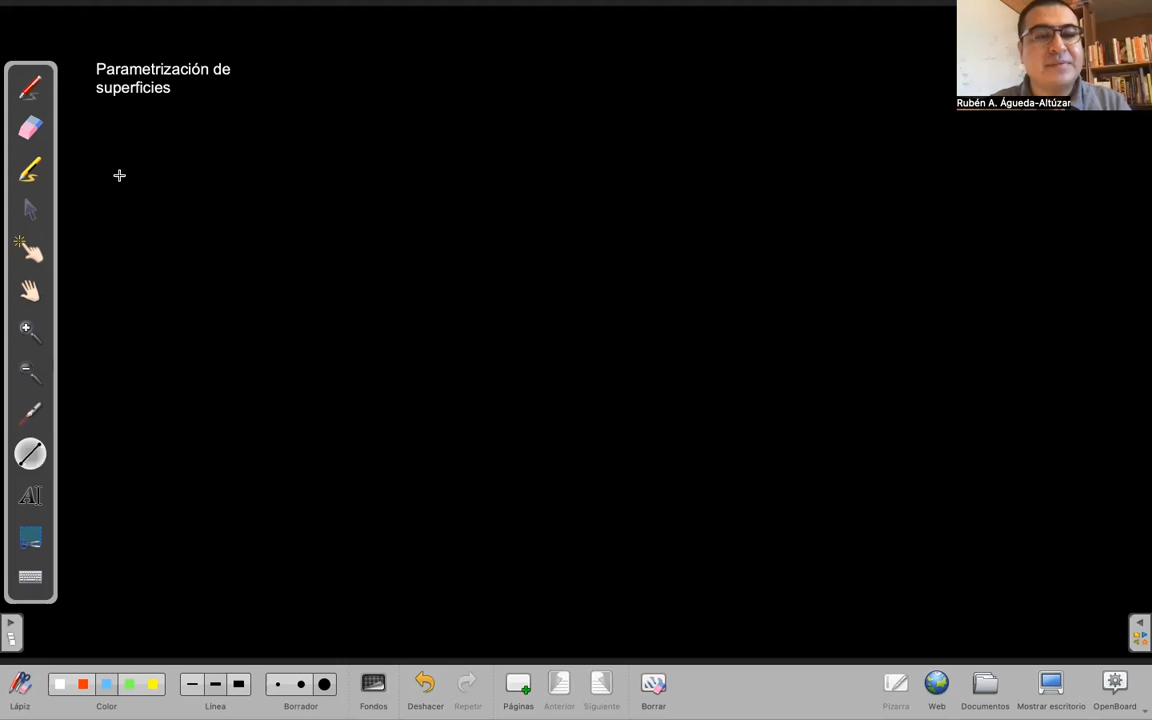 Parametrización de
superficies
Rubén A. Águeda-Altúzar
Lápiz
Color
Línea
Borrador
Fondos
Deshacer
Repetir
Páginas
Anterior
Siguiente
Borrar
Pizarra
Web
Documentos
Mostrar escritorio
OpenBoard